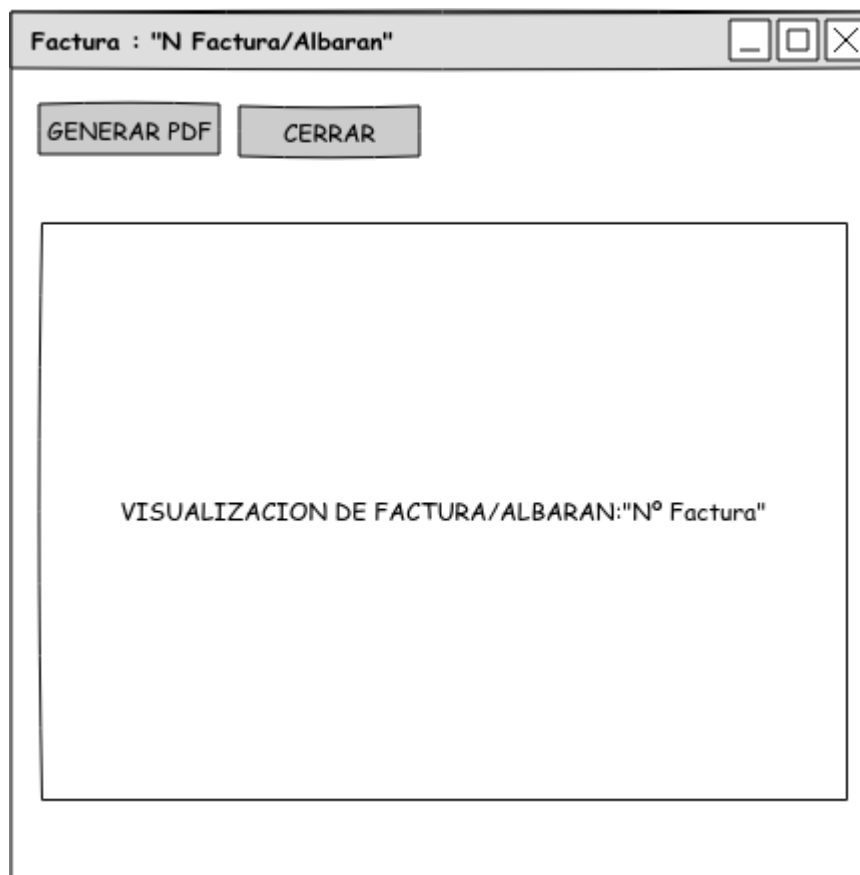 Factura : "N Factura/Albaran"
GENERAR PDF
CERRAR
VISUALIZACION DE FACTURA/ALBARAN:"Nº Factura"